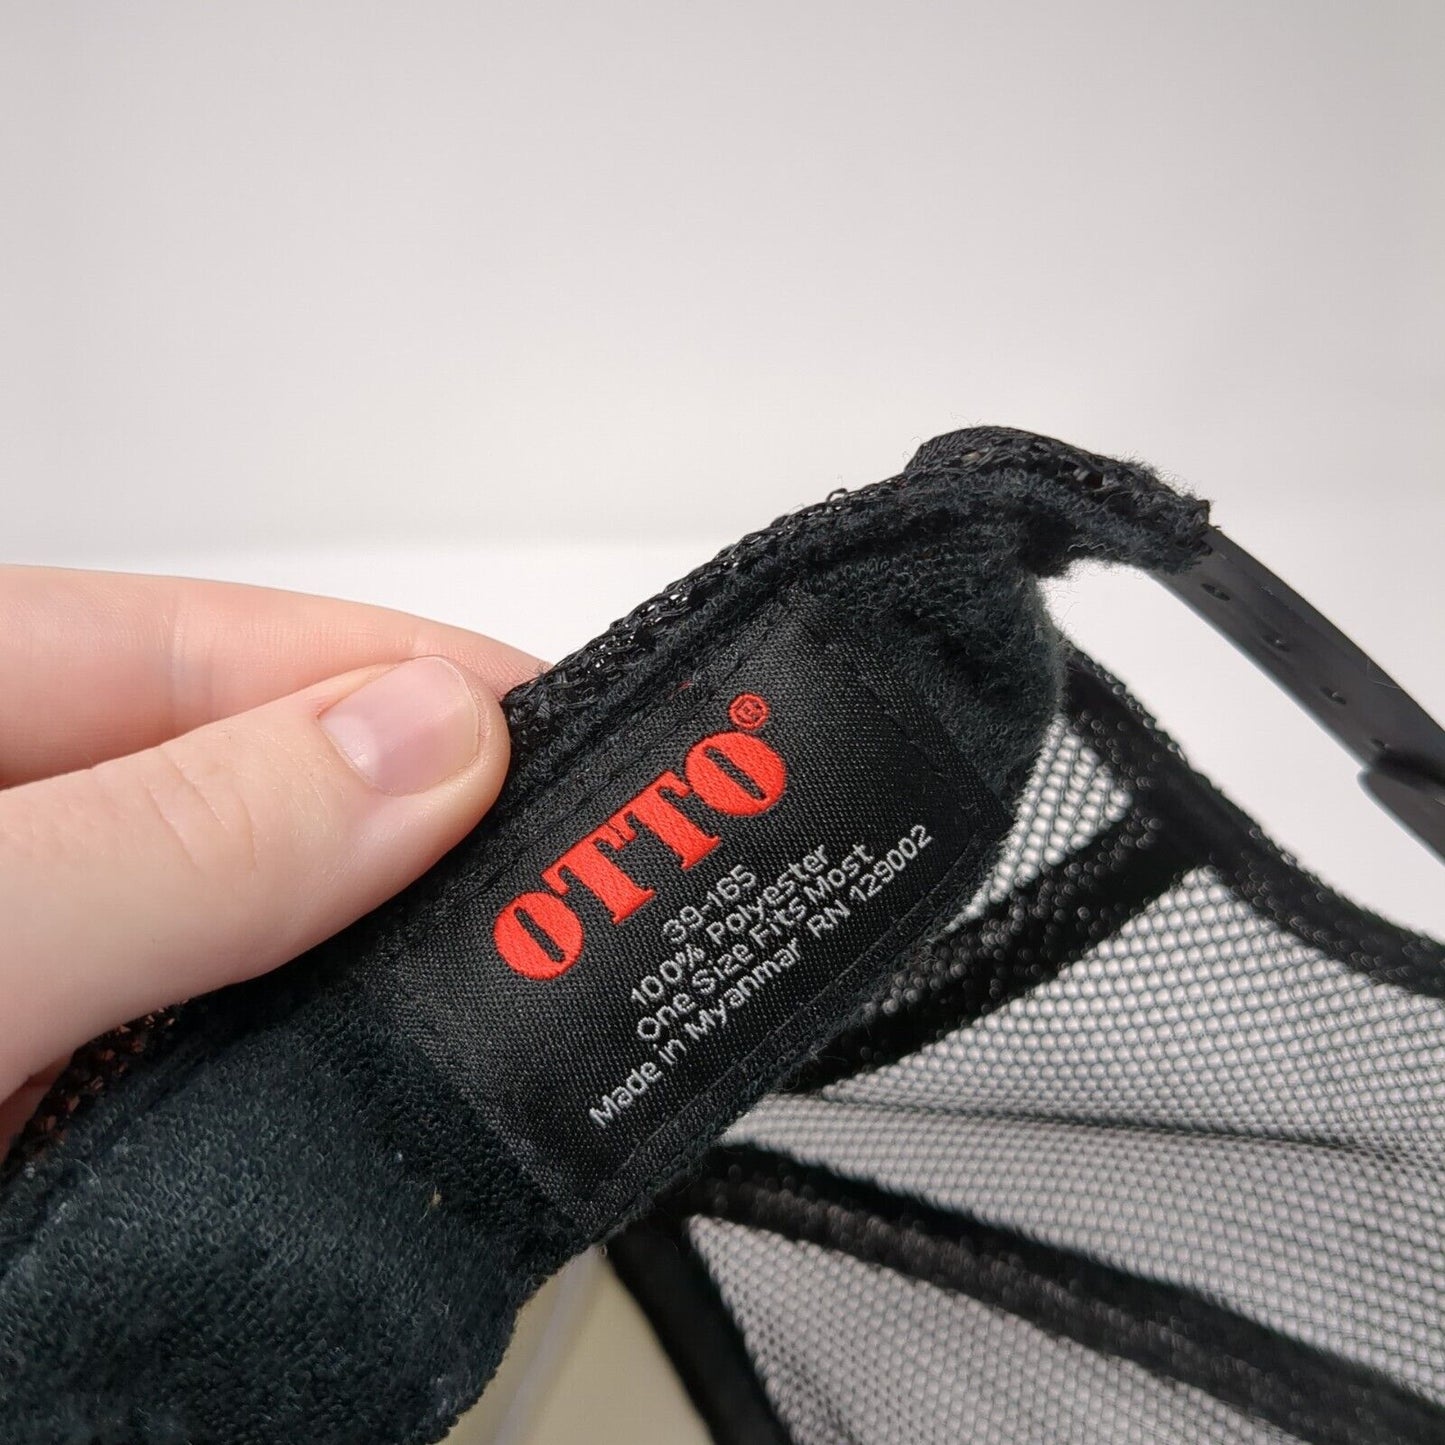 OTTO®
39-165
100% Polyester
One Size Fits Most
Made in Myanmar RN 129002